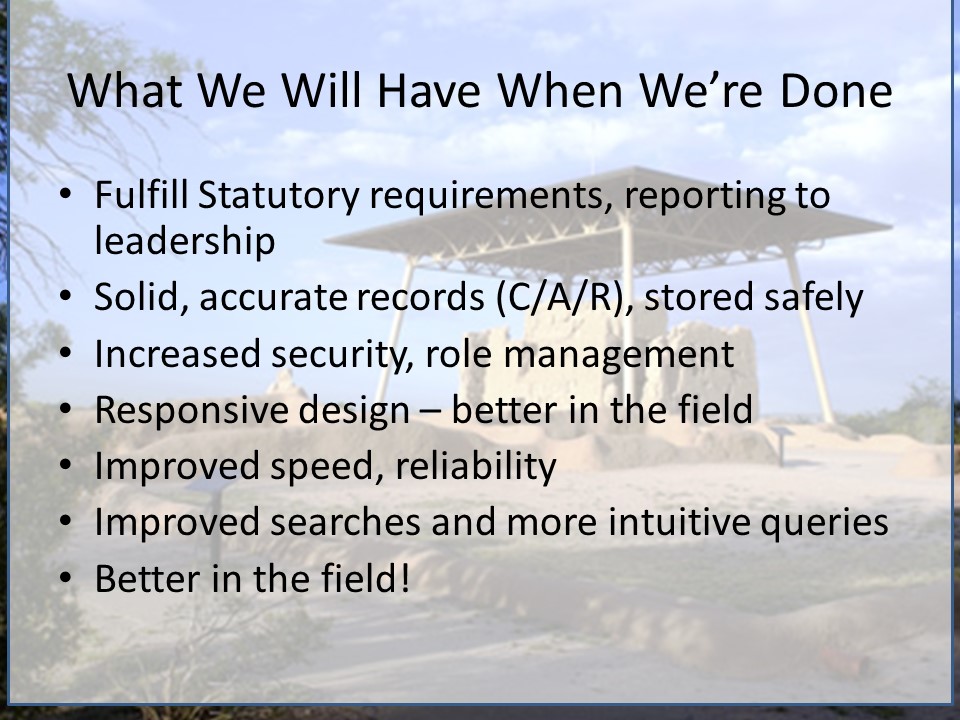 What We Will Have When We’re Done
• Fulfill Statutory requirements, reporting to
leadership
• Solid, accurate records (C/A/R), stored safely
• Increased security, role management
• Responsive design – better in the field
• Improved speed, reliability
• Improved searches and more intuitive queries
• Better in the field!